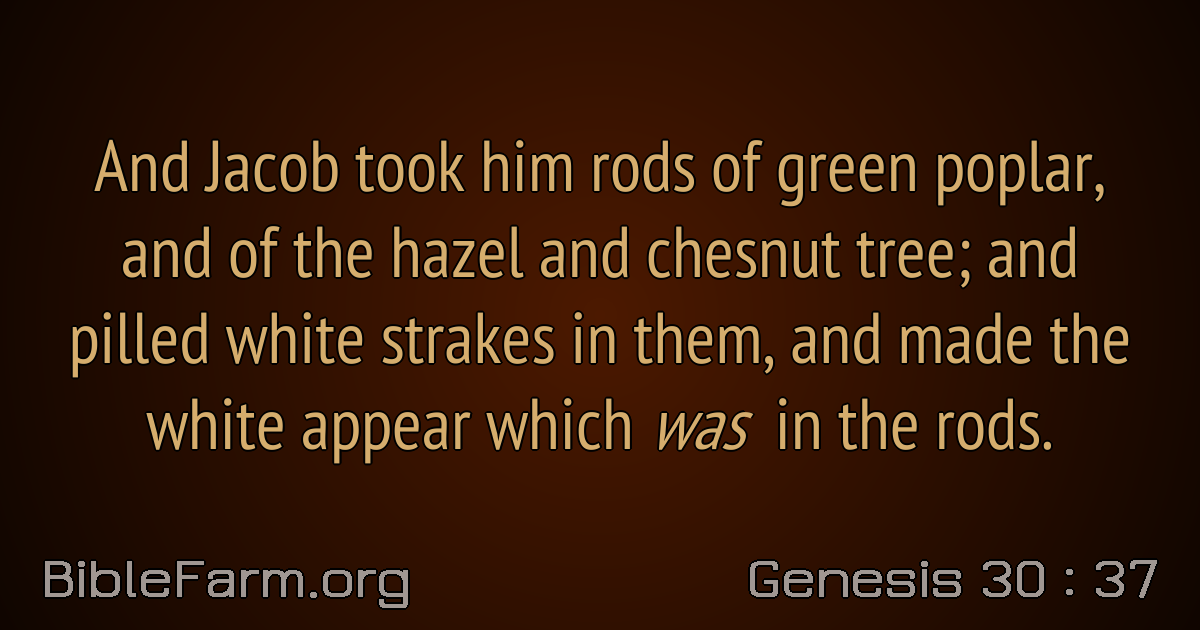 And Jacob took him rods of green poplar,
and of the hazel and chesnut tree; and
pilled white strakes in them, and made the
white appear which was in the rods.
BibleFarm.org
Genesis 30 : 37